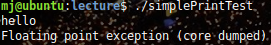 mj@ubuntu:lecture$ ./simplePrintTest
hello
Floating point exception (core dumped)